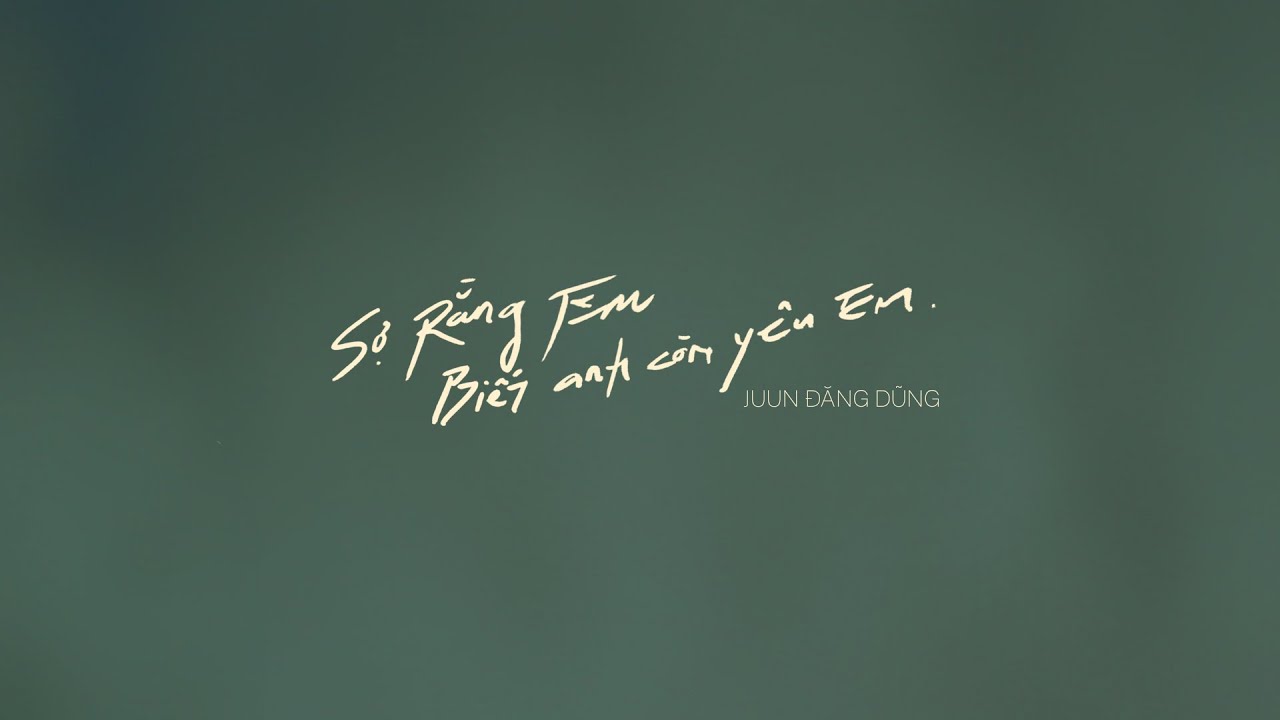 Sợ Rằng Em
Biết anh còn yêu Em.
JUUN ĐĂNG DŨNG